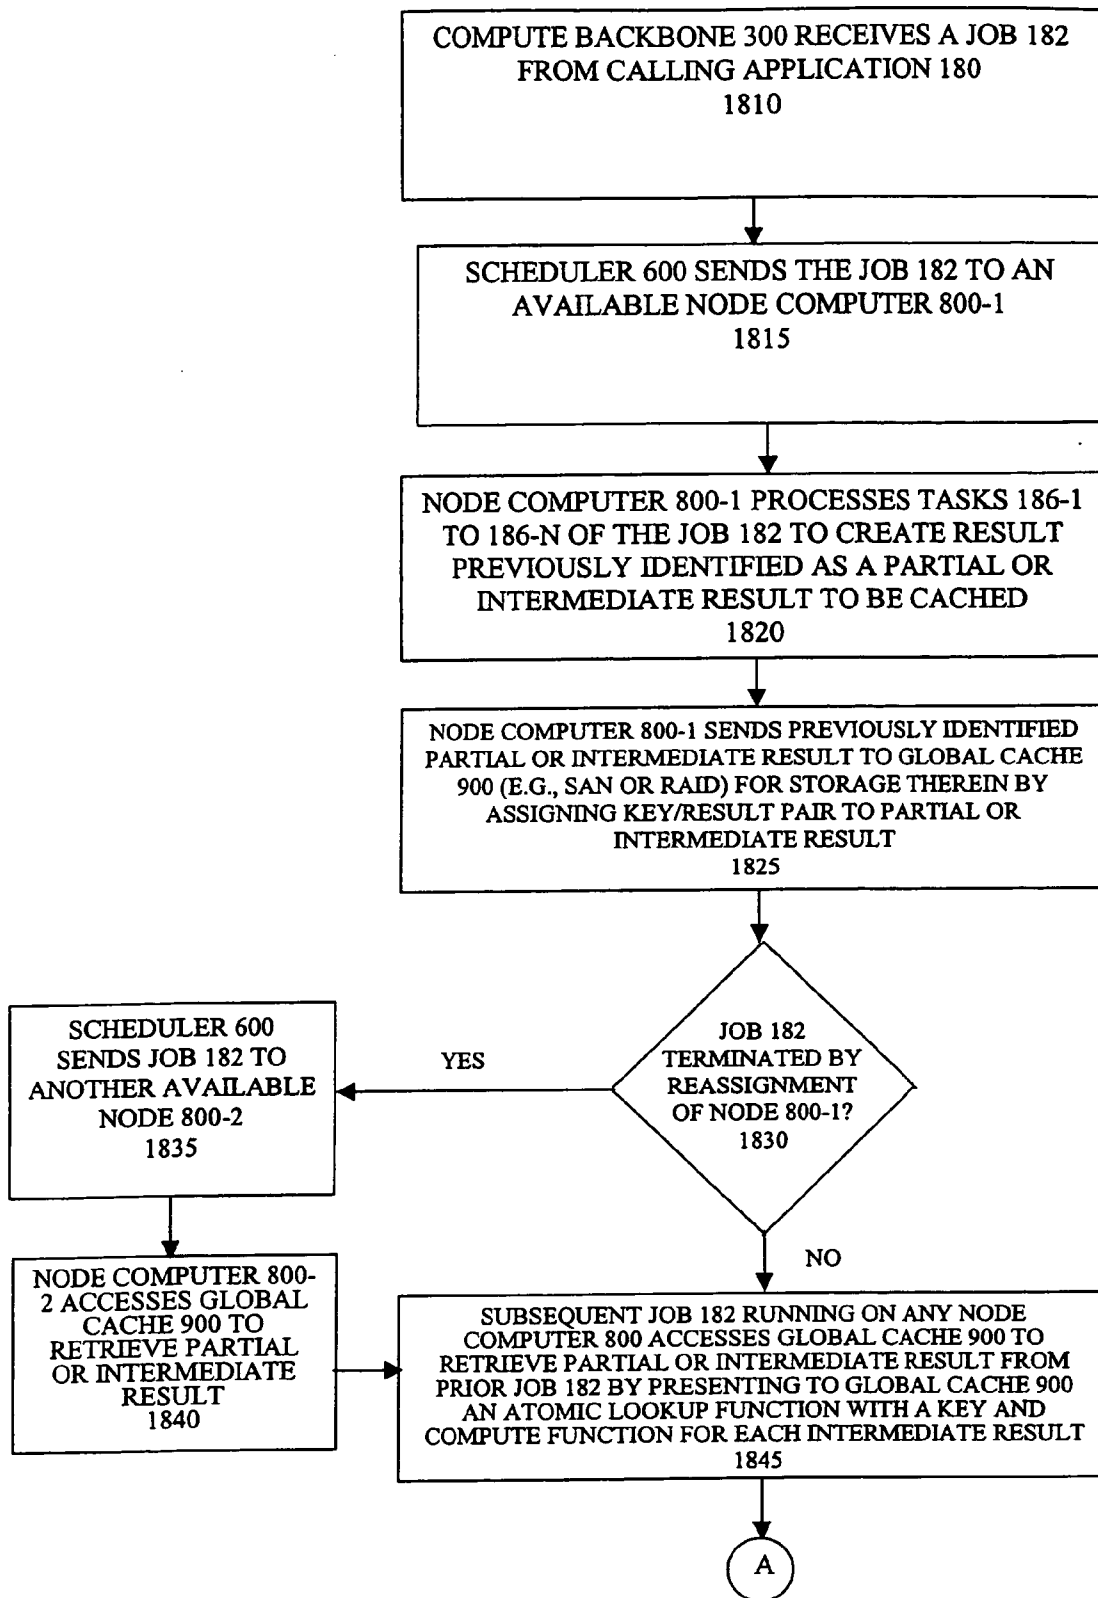 COMPUTE BACKBONE 300 RECEIVES A JOB 182
FROM CALLING APPLICATION 180
1810
SCHEDULER 600 SENDS THE JOB 182 TO AN
AVAILABLE NODE COMPUTER 800-1
1815
NODE COMPUTER 800-1 PROCESSES TASKS 186-1
TO 186-N OF THE JOB 182 TO CREATE RESULT
PREVIOUSLY IDENTIFIED AS A PARTIAL OR
INTERMEDIATE RESULT TO BE CACHED
1820
NODE COMPUTER 800-1 SENDS PREVIOUSLY IDENTIFIED
PARTIAL OR INTERMEDIATE RESULT TO GLOBAL CACHE
900 (E.G., SAN OR RAID) FOR STORAGE THEREIN BY
ASSIGNING KEY/RESULT PAIR TO PARTIAL OR
INTERMEDIATE RESULT
1825
JOB 182
TERMINATED BY
REASSIGNMENT
OF NODE 800-1?
1830
YES
SCHEDULER 600
SENDS JOB 182 TO
ANOTHER AVAILABLE
NODE 800-2
1835
NODE COMPUTER 800-
2 ACCESSES GLOBAL
CACHE 900 TO
RETRIEVE PARTIAL
OR INTERMEDIATE
RESULT
1840
NO
SUBSEQUENT JOB 182 RUNNING ON ANY NODE
COMPUTER 800 ACCESSES GLOBAL CACHE 900 TO
RETRIEVE PARTIAL OR INTERMEDIATE RESULT FROM
PRIOR JOB 182 BY PRESENTING TO GLOBAL CACHE 900
AN ATOMIC LOOKUP FUNCTION WITH A KEY AND
COMPUTE FUNCTION FOR EACH INTERMEDIATE RESULT
1845
A